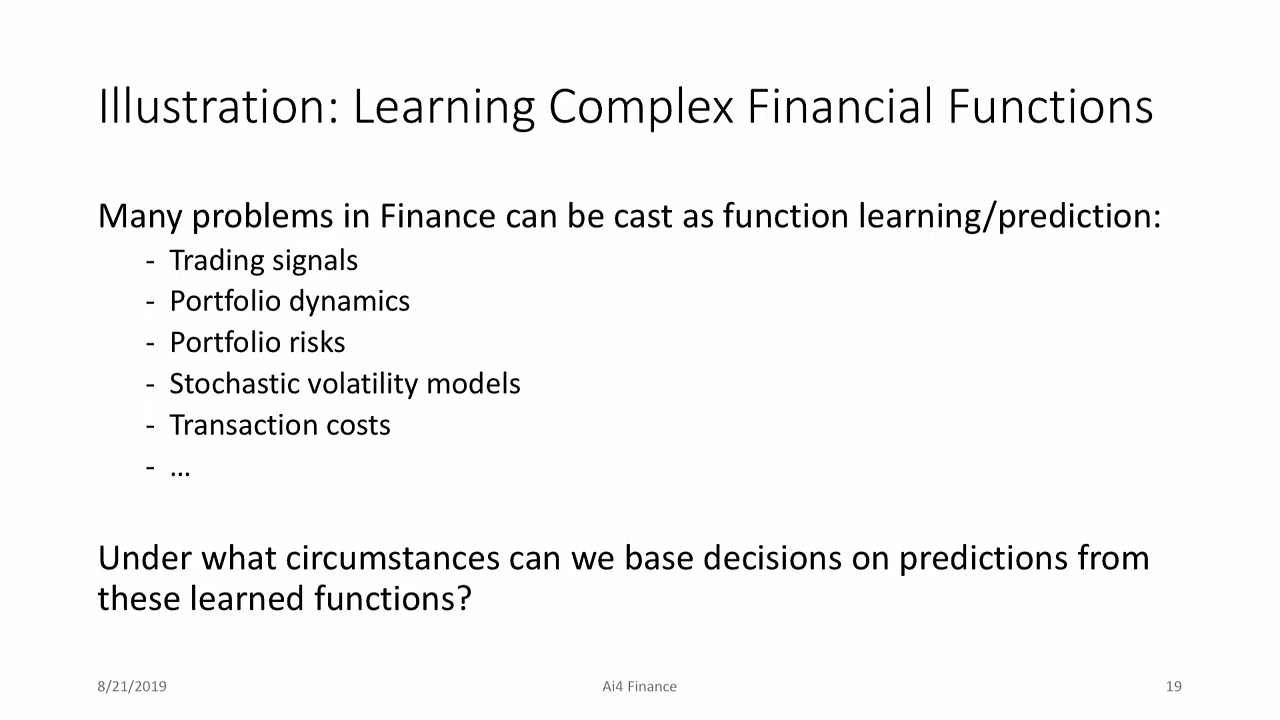 Illustration: Learning Complex Financial Functions
Many problems in Finance can be cast as function learning/prediction:
- Trading signals
- Portfolio dynamics
- Portfolio risks
- Stochastic volatility models
- Transaction costs
- …
Under what circumstances can we base decisions on predictions from
these learned functions?
8/21/2019
Ai4 Finance
19